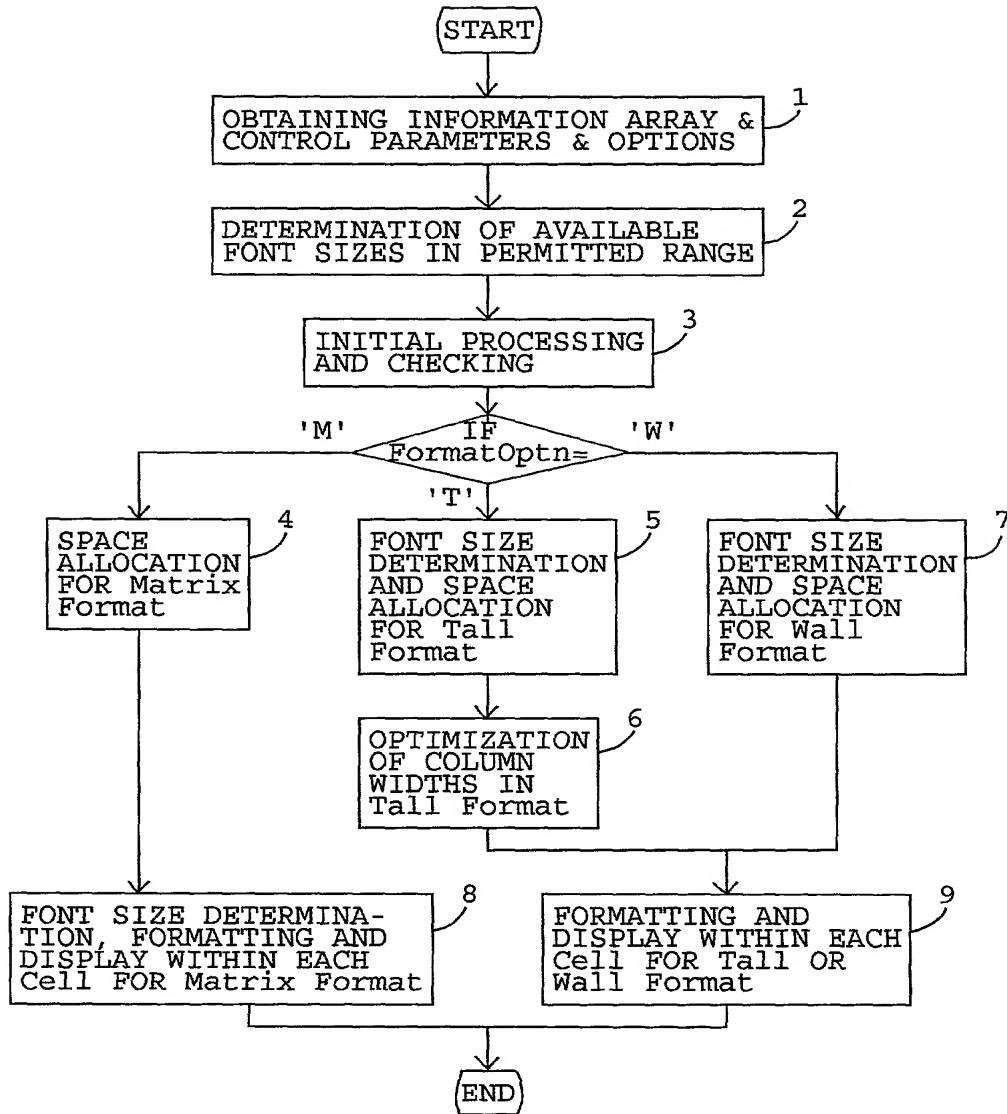 START
1
OBTAINING INFORMATION ARRAY &
CONTROL PARAMETERS & OPTIONS
2
DETERMINATION OF AVAILABLE
FONT SIZES IN PERMITTED RANGE
3
INITIAL PROCESSING
AND CHECKING
'M'
IF
FormatOptn=
'W'
'T'
4
SPACE
ALLOCATION
FOR Matrix
Format
5
FONT SIZE
DETERMINATION
AND SPACE
ALLOCATION
FOR Tall
Format
7
FONT SIZE
DETERMINATION
AND SPACE
ALLOCATION
FOR Wall
Format
6
OPTIMIZATION
OF COLUMN
WIDTHS IN
Tall Format
8
FONT SIZE DETERMINA-
TION, FORMATTING AND
DISPLAY WITHIN EACH
Cell FOR Matrix Format
9
FORMATTING AND
DISPLAY WITHIN EACH
Cell FOR Tall OR
Wall Format
END